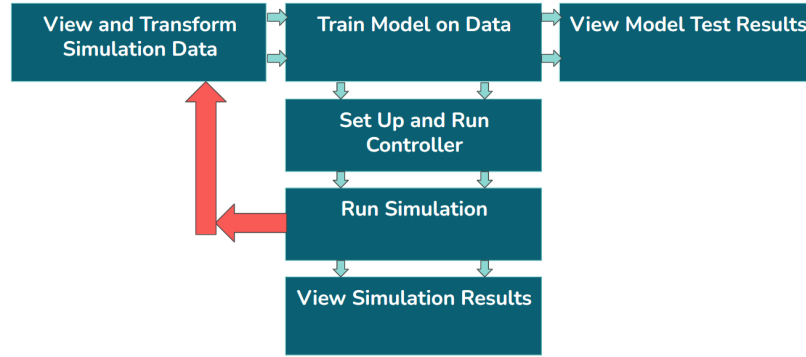 View and Transform
Simulation Data
Train Model on Data
View Model Test Results
Set Up and Run
Controller
Run Simulation
View Simulation Results